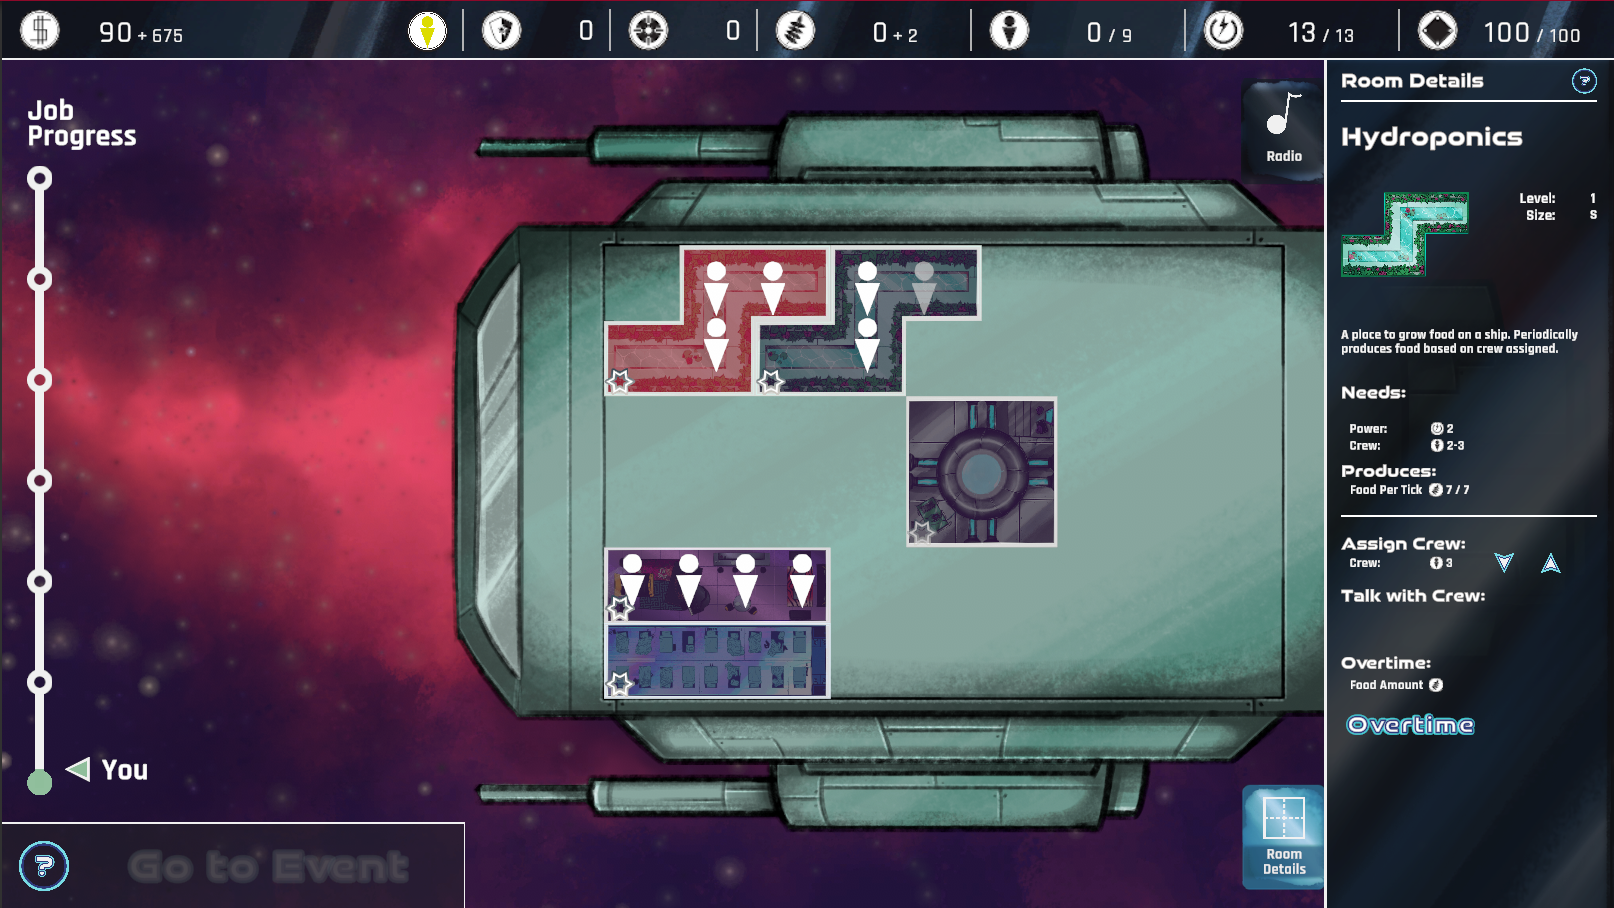 90 + 675
0
0
0 + 2
0 / 9
13 / 13
100 / 100
Job
Progress
You
Go to Event
?
Radio
Room
Details
Room Details
?
Hydroponics
Level: 1
Size: S
A place to grow food on a ship. Periodically
produces food based on crew assigned.
Needs:
Power: 2
Crew: 2-3
Produces:
Food Per Tick 7 / 7
Assign Crew:
Crew: 3
Talk with Crew:
Overtime:
Food Amount
Overtime